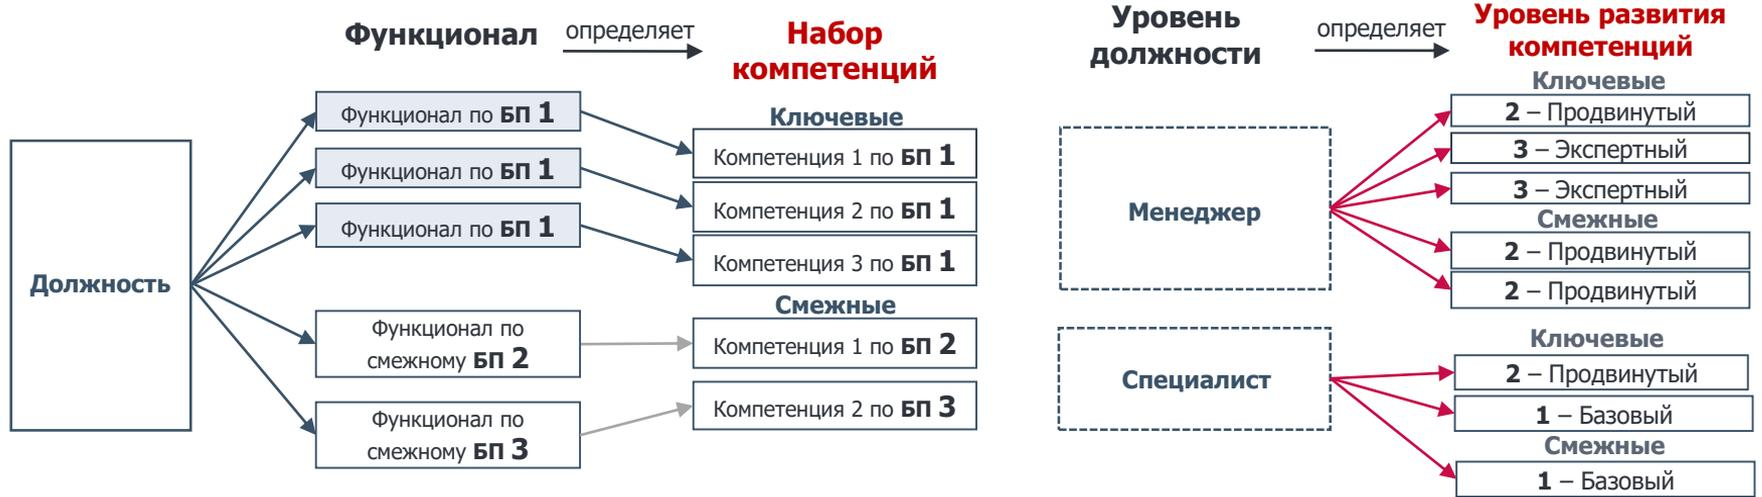 Функционал
определяет
Набор
компетенций
Должность
Функционал по БП 1
Функционал по БП 1
Функционал по БП 1
Функционал по
смежному БП 2
Функционал по
смежному БП 3
Ключевые
Компетенция 1 по БП 1
Компетенция 2 по БП 1
Компетенция 3 по БП 1
Смежные
Компетенция 1 по БП 2
Компетенция 2 по БП 3
Уровень
должности
определяет
Уровень развития
компетенций
Менеджер
Ключевые
2 – Продвинутый
3 – Экспертный
3 – Экспертный
Смежные
2 – Продвинутый
2 – Продвинутый
Специалист
Ключевые
2 – Продвинутый
1 – Базовый
Смежные
1 – Базовый